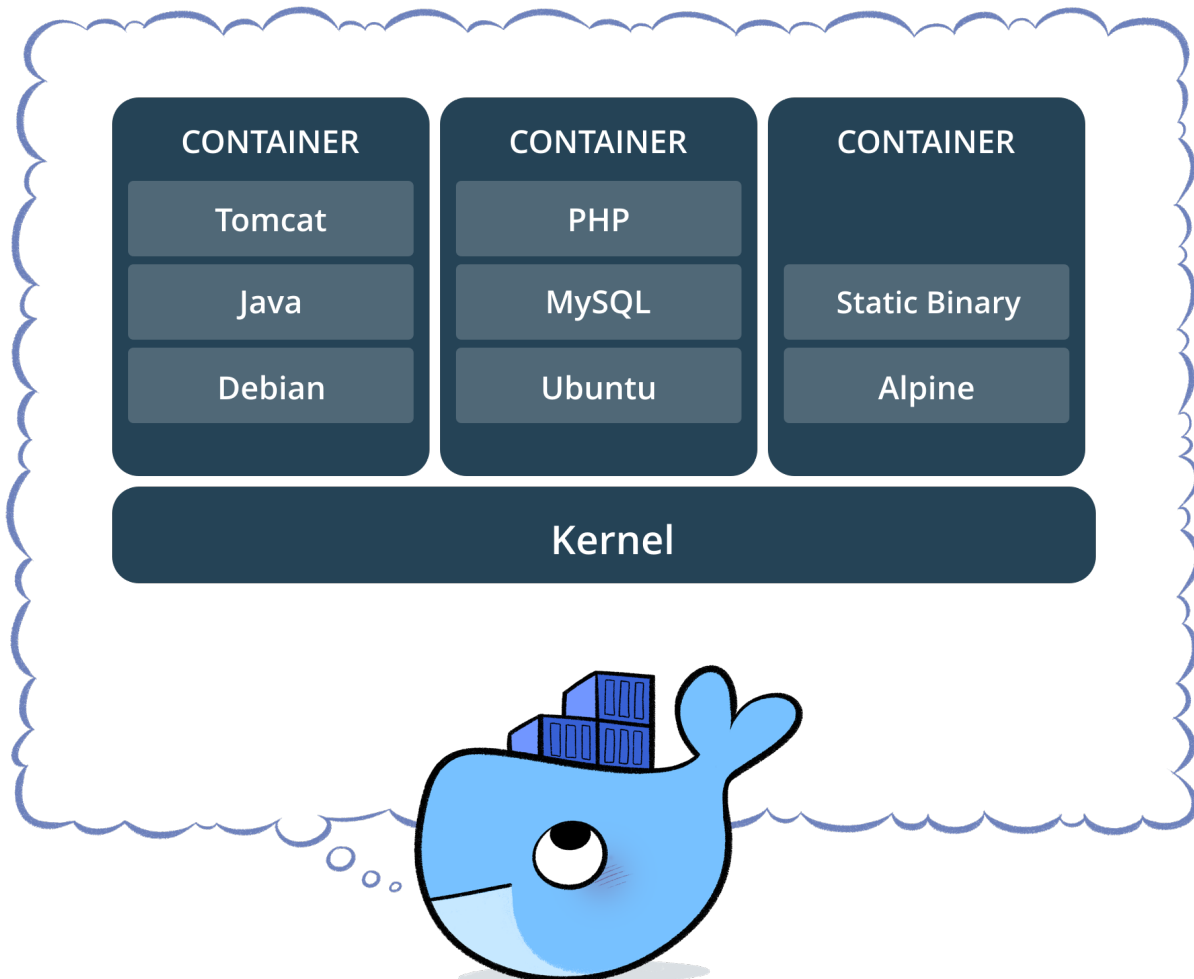 CONTAINER
Tomcat
Java
Debian
CONTAINER
PHP
MySQL
Ubuntu
CONTAINER
Static Binary
Alpine
Kernel